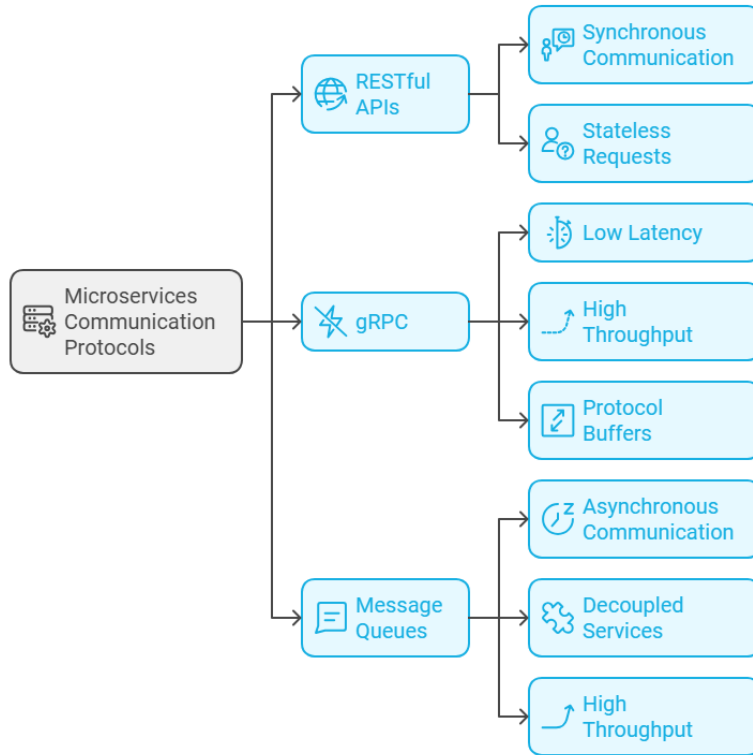 Microservices
Communication
Protocols
RESTful
APIs
Synchronous
Communication
Stateless
Requests
gRPC
Low Latency
High
Throughput
Protocol
Buffers
Message
Queues
Asynchronous
Communication
Decoupled
Services
High
Throughput